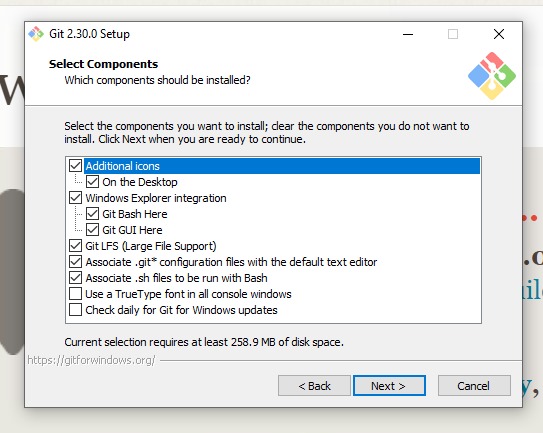 Git 2.30.0 Setup
Select Components
Which components should be installed?
Select the components you want to install; clear the components you do not want to
install. Click Next when you are ready to continue.
Additional icons
On the Desktop
Windows Explorer integration
Git Bash Here
Git GUI Here
Git LFS (Large File Support)
Associate .git* configuration files with the default text editor
Associate .sh files to be run with Bash
Use a TrueType font in all console windows
Check daily for Git for Windows updates
Current selection requires at least 258.9 MB of disk space.
https://gitforwindows.org/
< Back
Next >
Cancel